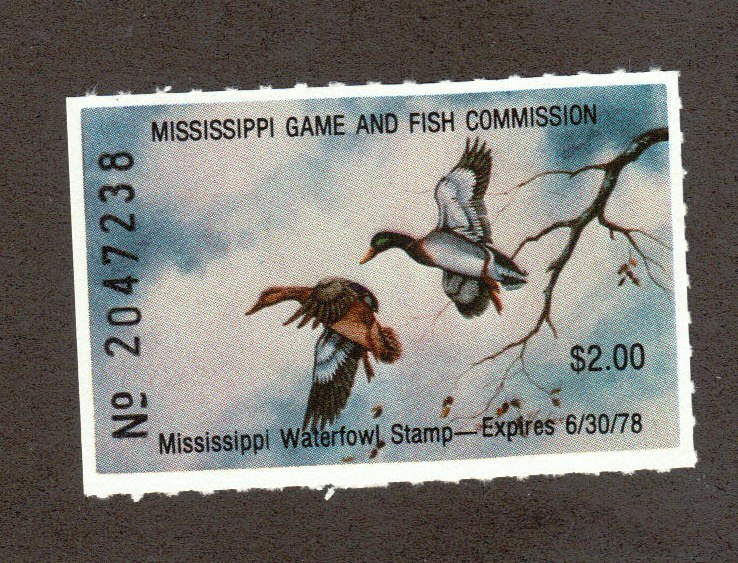 MISSISSIPPI GAME AND FISH COMMISSION
Nº 2047238
$2.00
Mississippi Waterfowl Stamp—Expires 6/30/78